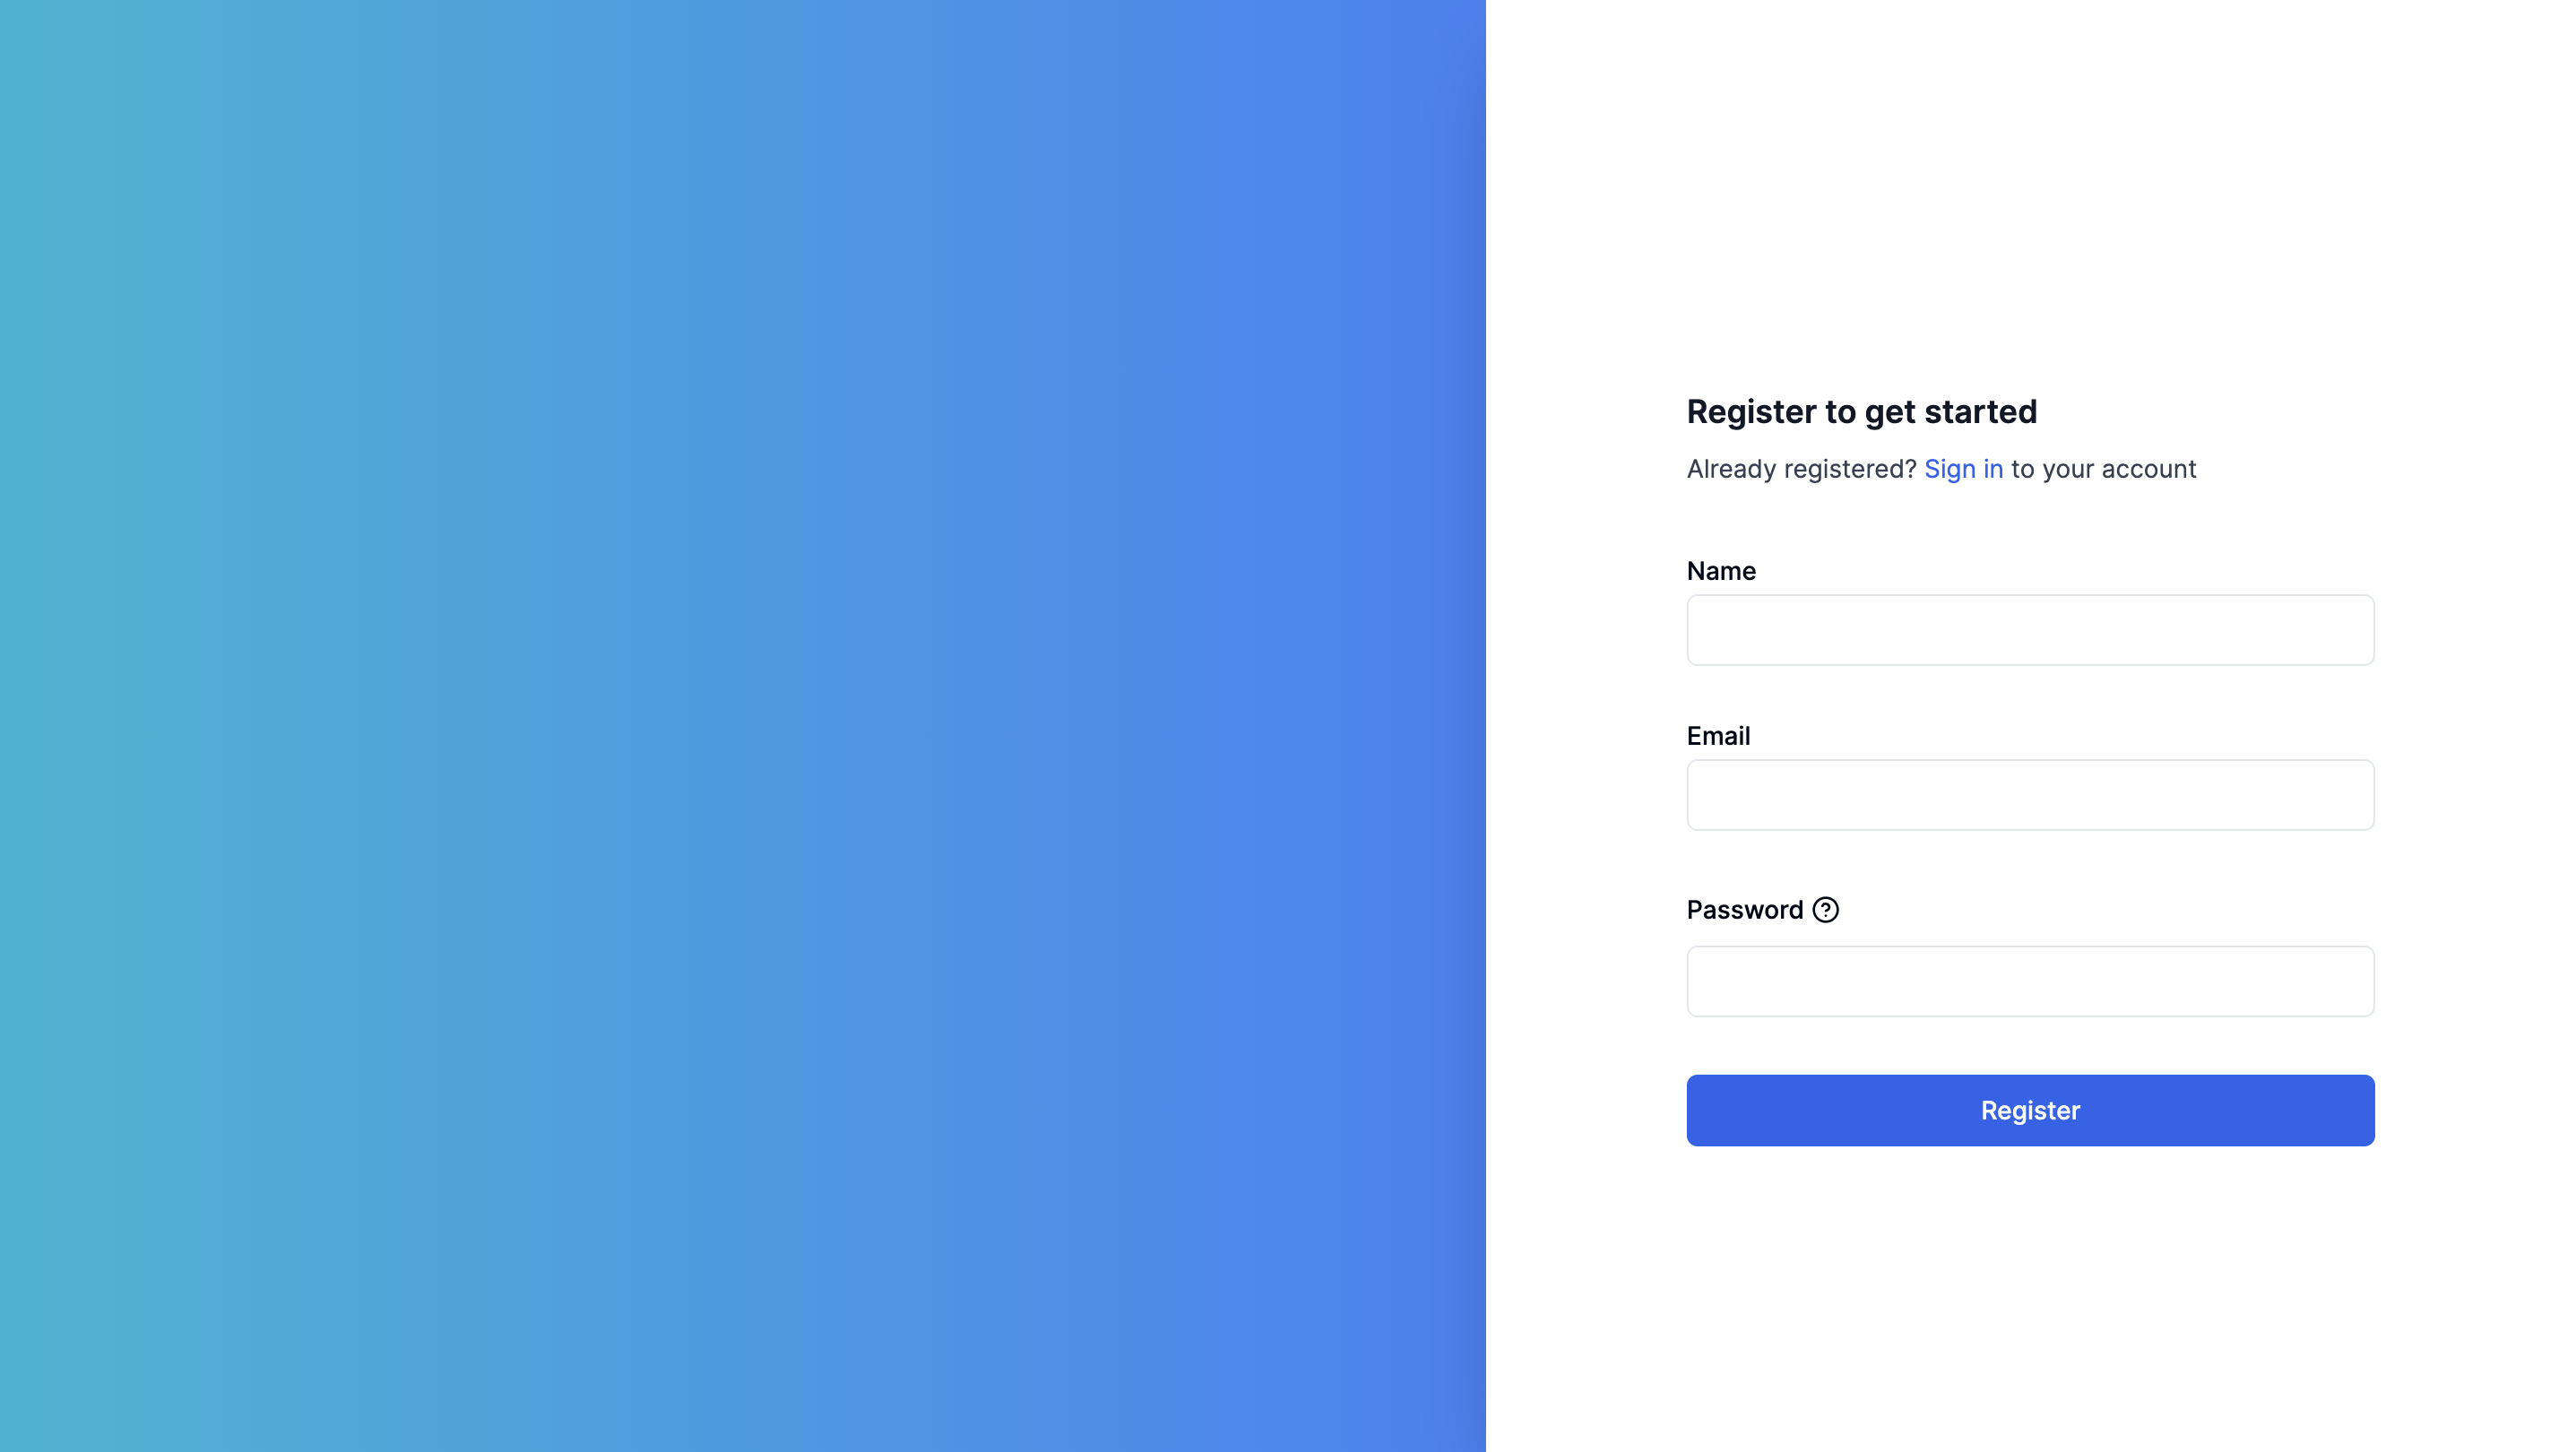 Register to get started
Already registered? Sign in to your account
Name
Email
Password
Register